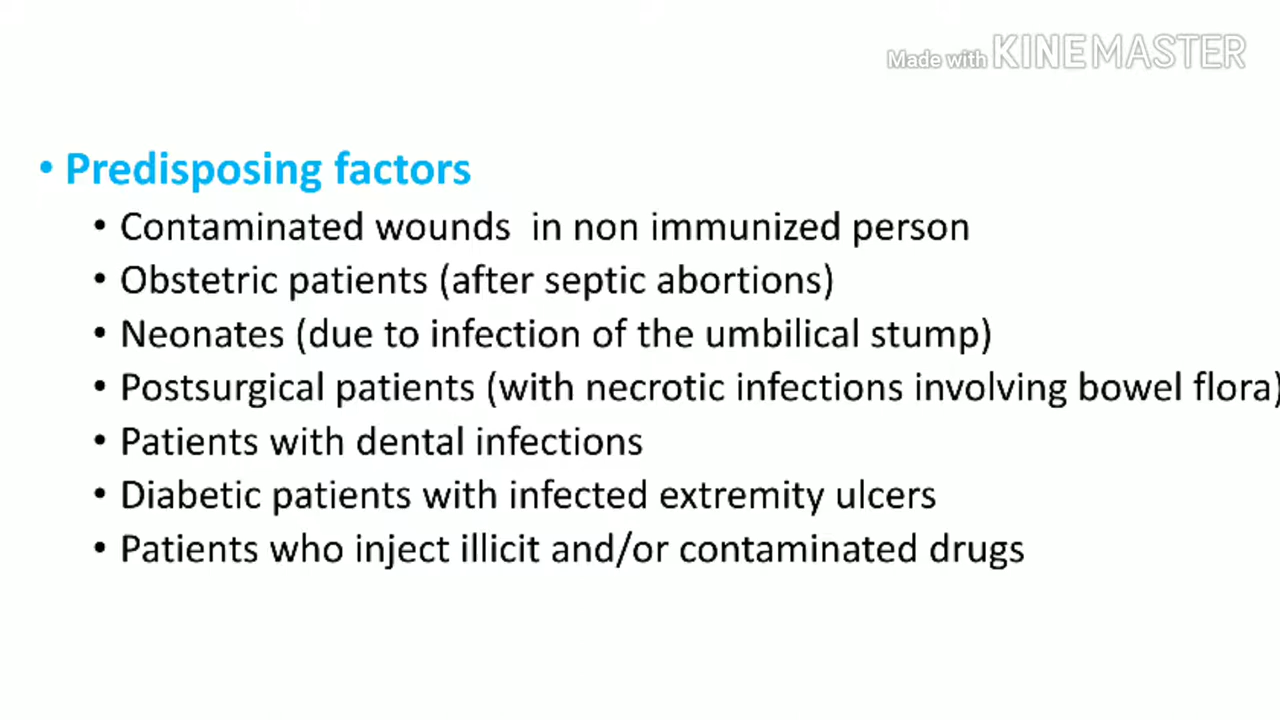 Made with KINEMASTER
• Predisposing factors
• Contaminated wounds in non immunized person
• Obstetric patients (after septic abortions)
• Neonates (due to infection of the umbilical stump)
• Postsurgical patients (with necrotic infections involving bowel flora)
• Patients with dental infections
• Diabetic patients with infected extremity ulcers
• Patients who inject illicit and/or contaminated drugs